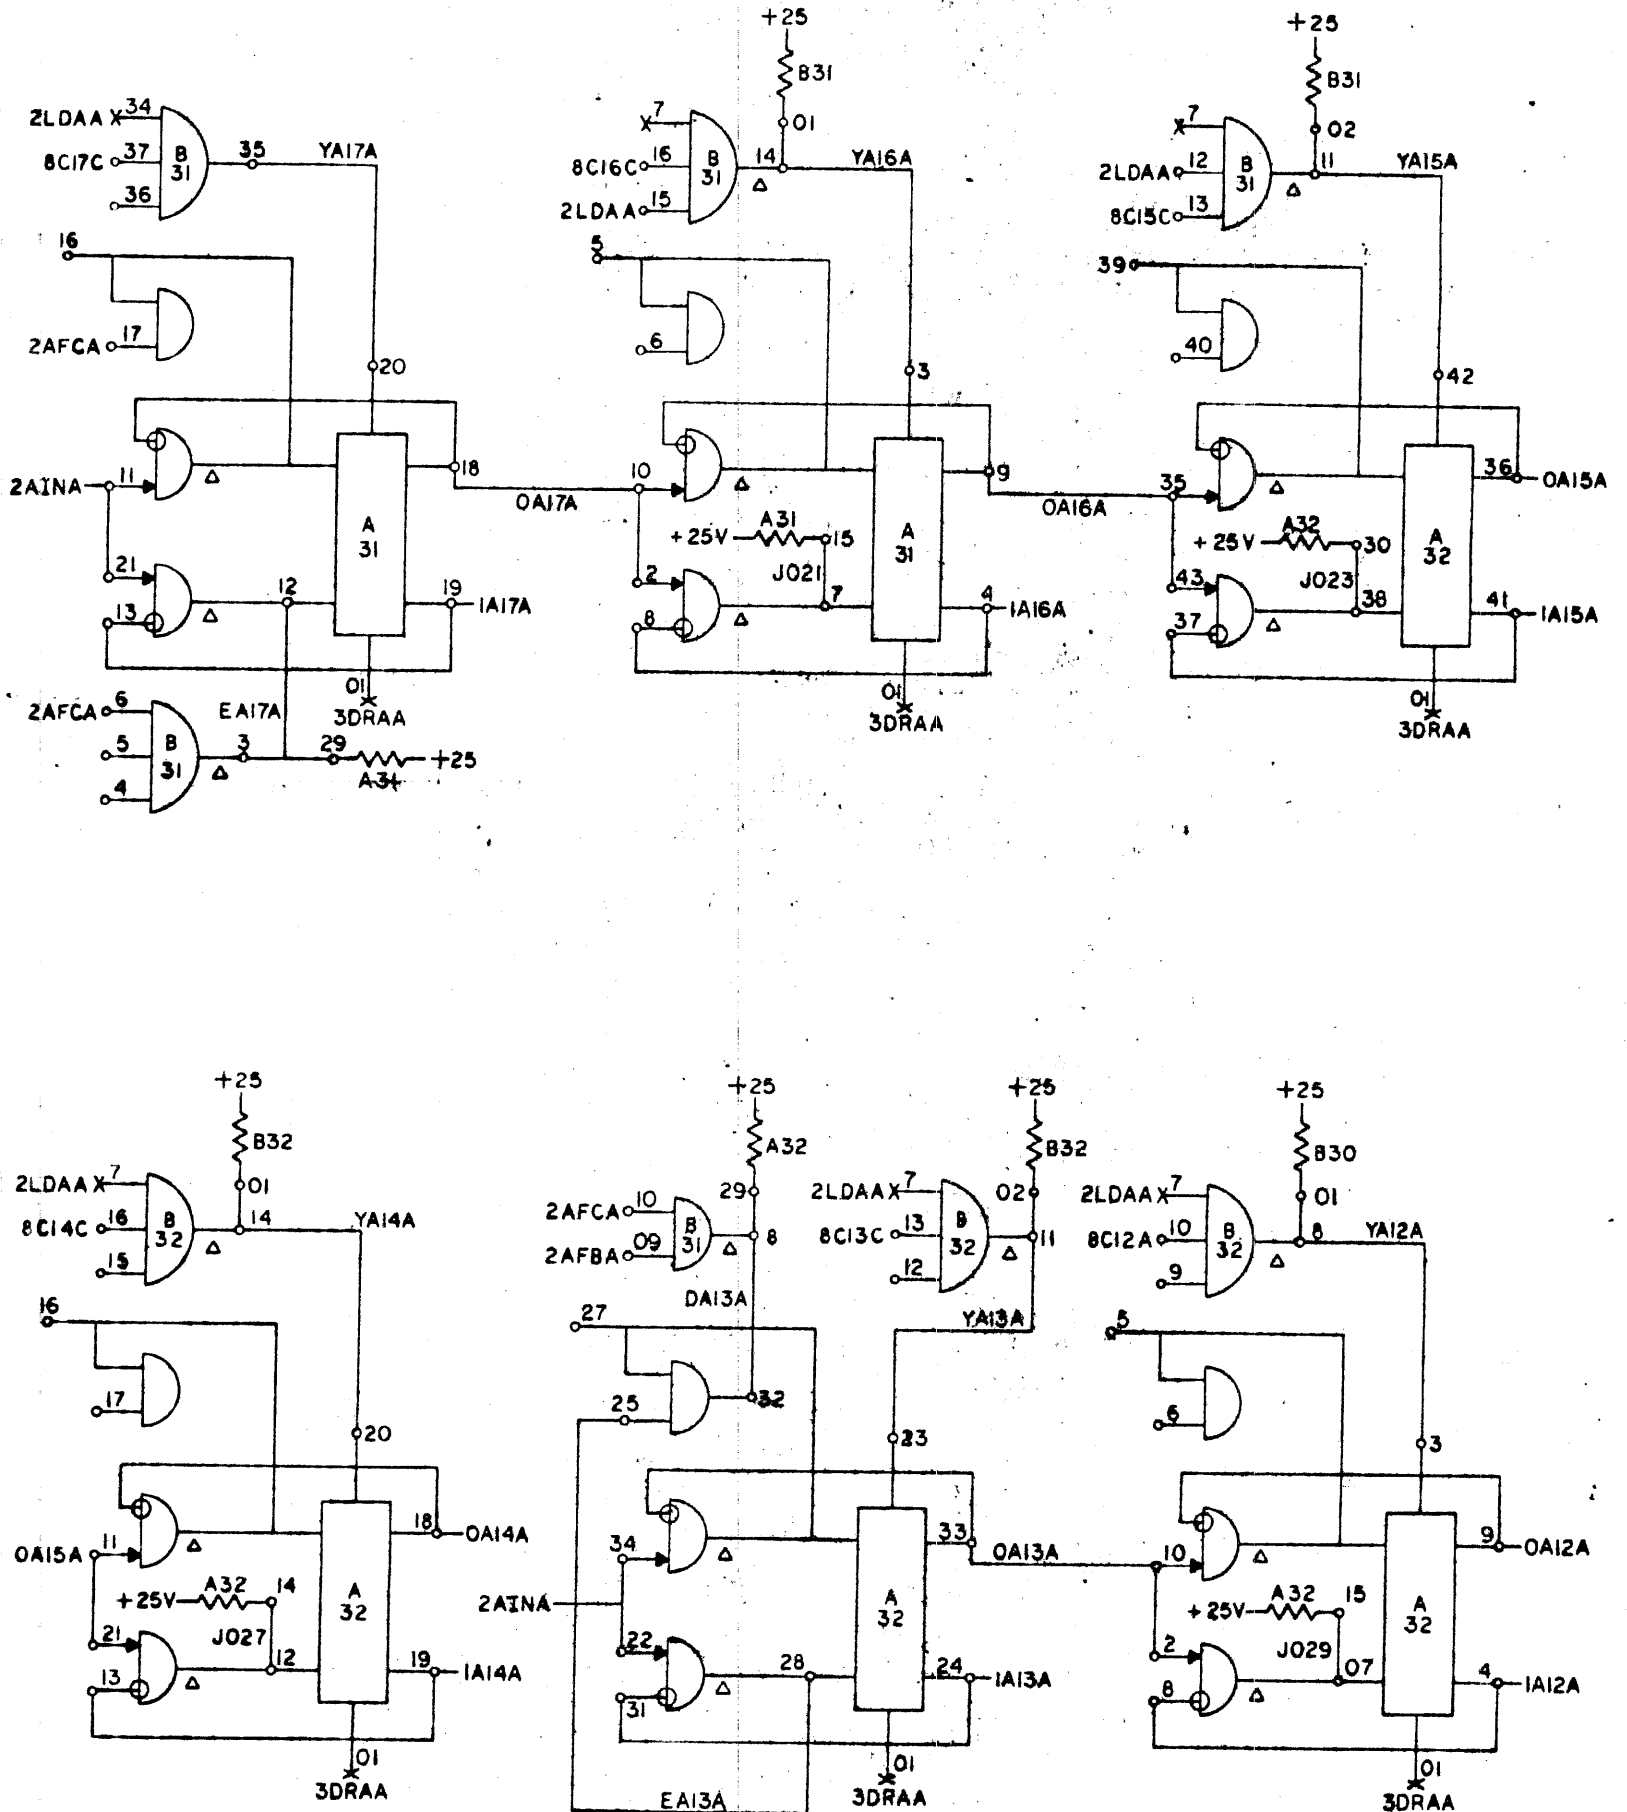 +25
B31
7
01
8C16C 16
B
31
14
YA16A
2LDAA 15
+25
B31
7
02
2LDAA 12
B
31
11
YA15A
8C15C 13
2LDAA 34
8C17C 37
B
31
35
YA17A
36
16
2AFCA 17
20
5
6
3
39
40
42
2AINA 11
18
0A17A
21
12
A
31
19
1A17A
13
01
3DRAA
2AFCA 6
EA17A
5
B
31
3
29
+25
4
A31
10
9
0A16A
A31
+25V
15
J021
A
31
2
7
4
1A16A
8
01
3DRAA
35
36
0A15A
A32
+25V
30
J023
A
32
43
38
41
1A15A
37
01
3DRAA
+25
B32
2LDAA 7
01
8C14C 16
B
32
14
YA14A
15
16
17
20
18
0A14A
0A15A 11
A32
+25V
14
J027
A
32
21
12
19
1A14A
13
01
3DRAA
+25
A32
2AFCA 10
29
B
31
8
2AFBA 09
DA13A
27
25
32
+25
B32
2LDAA 7
02
8C13C 13
B
32
11
12
YA13A
23
34
33
0A13A
2AINA
A
32
22
28
24
1A13A
31
01
3DRAA
EA13A
+25
B30
2LDAA 7
01
8C12A 10
B
32
8
YA12A
9
5
6
3
10
9
0A12A
A32
+25V
15
J029
A
32
2
07
4
1A12A
8
01
3DRAA